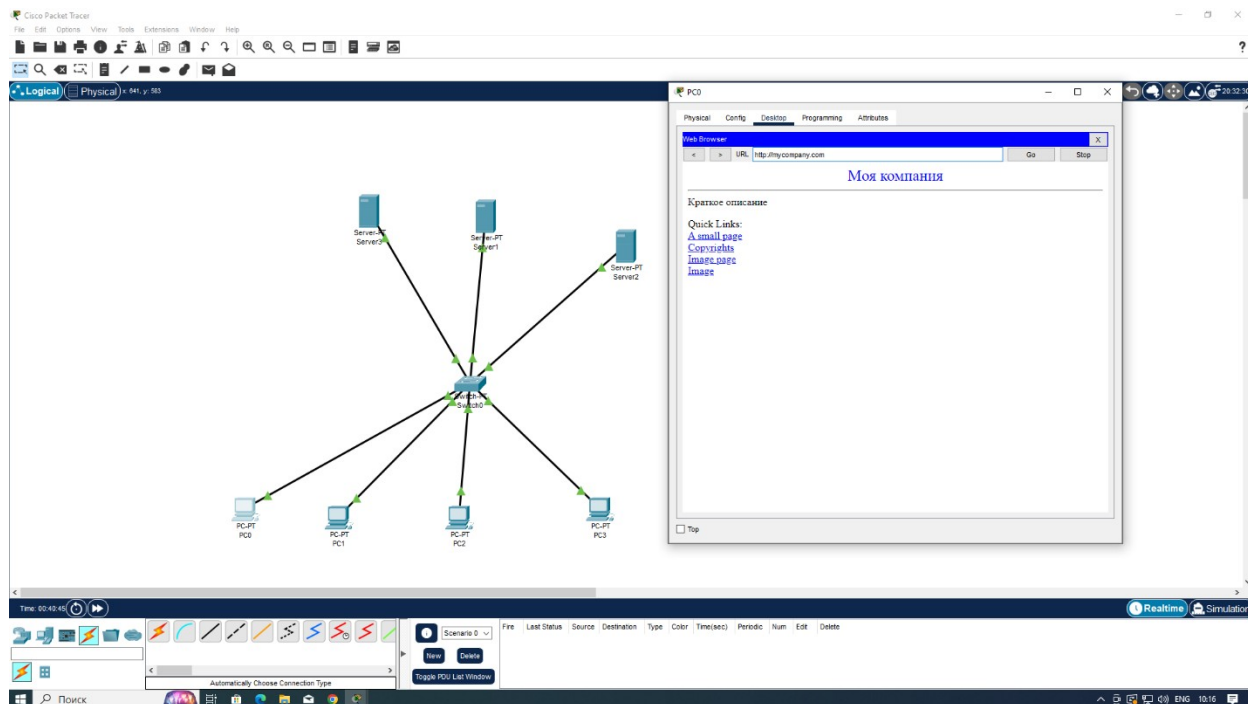 Cisco Packet Tracer
File Edit Options View Tools Extensions Window Help
?
Logical Physical x: 641, y: 583
20:32:30
PC0
Physical Config Desktop Programming Attributes
Web Browser X
< > URL http://mycompany.com Go Stop
Моя компания
Краткое описание
Quick Links:
A small page
Copyrights
Image page
Image
Top
Server-PT
Server3
Server-PT
Server1
Server-PT
Server2
Switch-PT
Switch0
PC-PT
PC0
PC-PT
PC1
PC-PT
PC2
PC-PT
PC3
Time: 00:40:45
Realtime Simulation
Scenario 0
New Delete
Toggle PDU List Window
Fire Last Status Source Destination Type Color Time(sec) Periodic Num Edit Delete
Automatically Choose Connection Type
Поиск
ENG 10:16